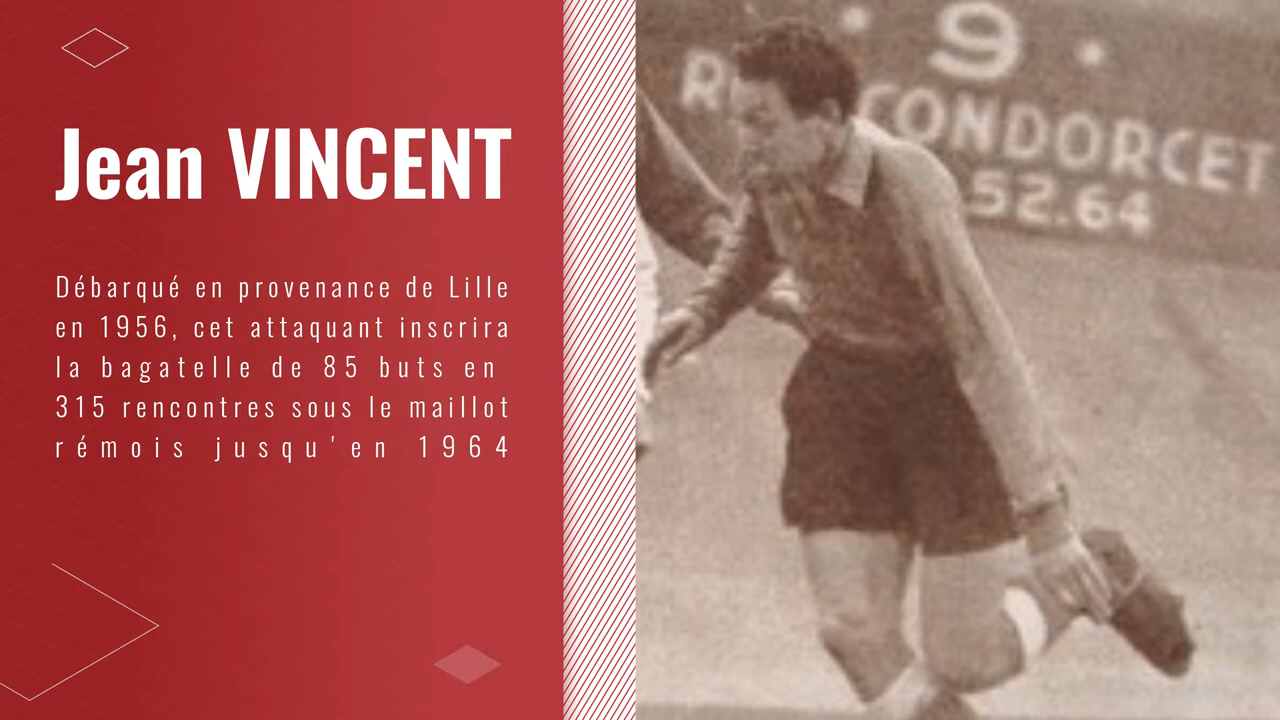 Jean VINCENT
Débarqué en provenance de Lille
en 1956, cet attaquant inscrira
la bagatelle de 85 buts en
315 rencontres sous le maillot
rémois jusqu'en 1964
9
CONDORCET
52.64